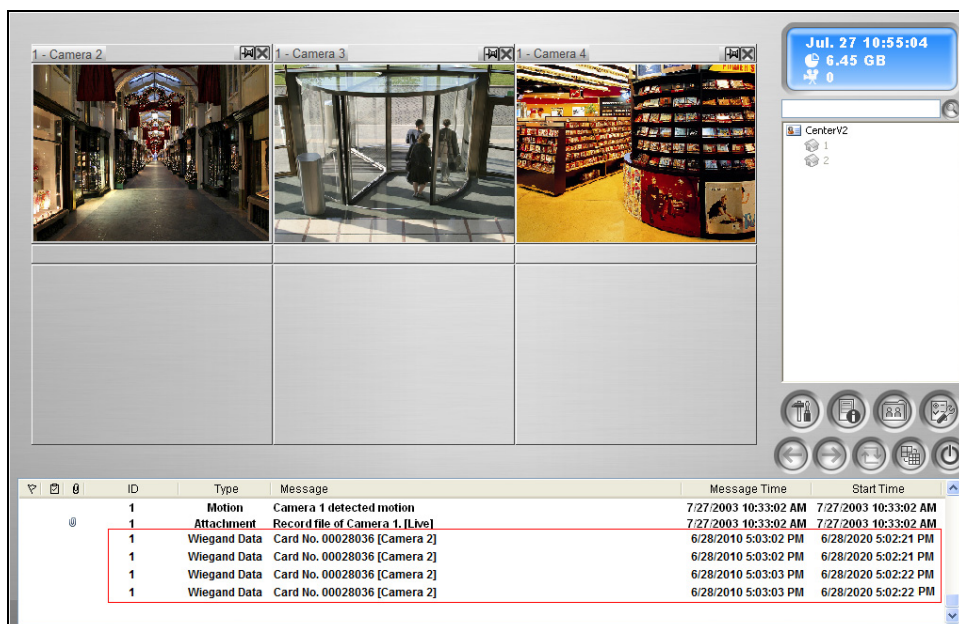 1 - Camera 2
1 - Camera 3
1 - Camera 4
Jul. 27 10:55:04
6.45 GB
0
CenterV2
1
2
ID Type Message Message Time Start Time
1 Motion Camera 1 detected motion 7/27/2003 10:33:02 AM 7/27/2003 10:33:02 AM
1 Attachment Record file of Camera 1. [Live] 7/27/2003 10:33:02 AM 7/27/2003 10:33:02 AM
1 Wiegand Data Card No. 00028036 [Camera 2] 6/28/2010 5:03:02 PM 6/28/2020 5:02:21 PM
1 Wiegand Data Card No. 00028036 [Camera 2] 6/28/2010 5:03:02 PM 6/28/2020 5:02:21 PM
1 Wiegand Data Card No. 00028036 [Camera 2] 6/28/2010 5:03:03 PM 6/28/2020 5:02:22 PM
1 Wiegand Data Card No. 00028036 [Camera 2] 6/28/2010 5:03:03 PM 6/28/2020 5:02:22 PM